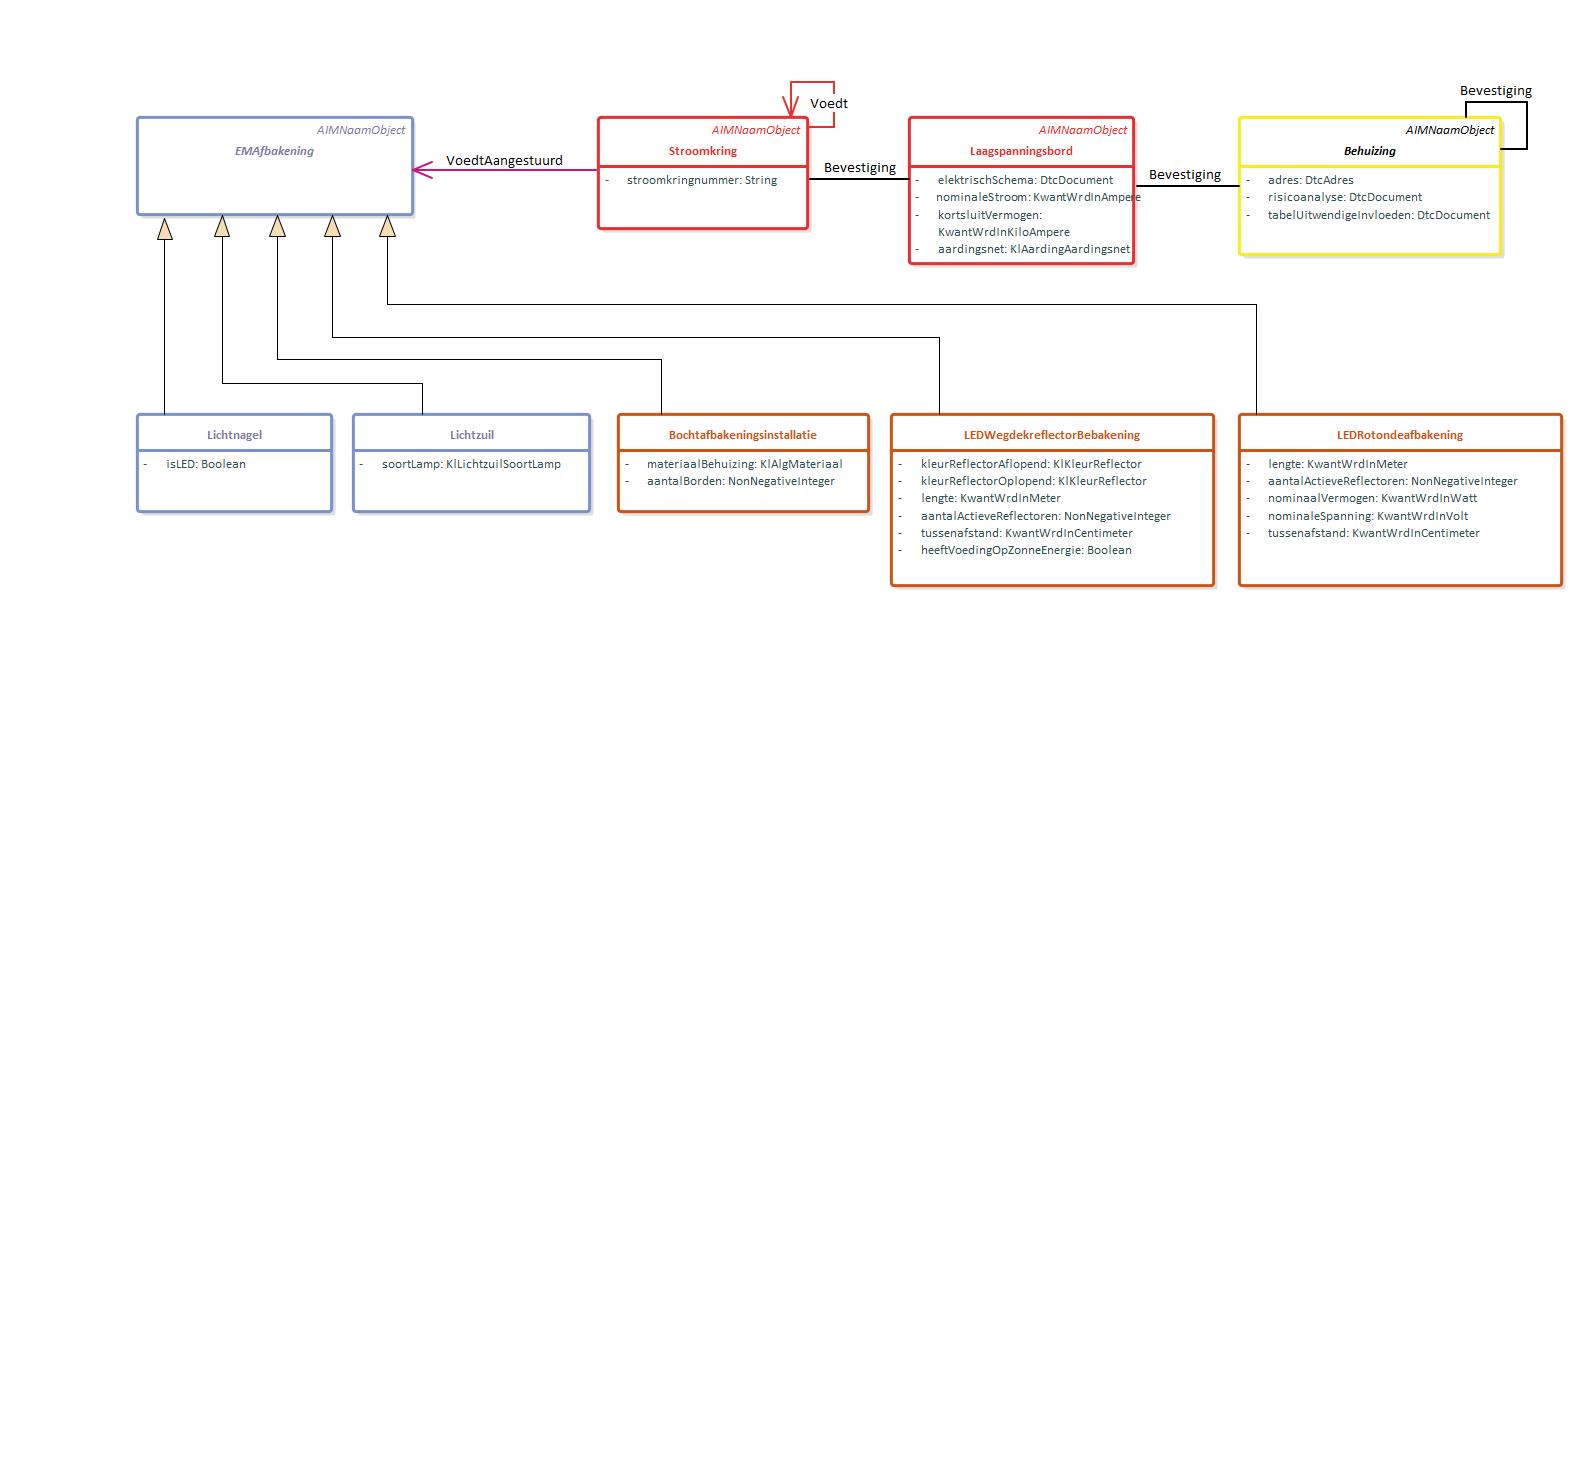 AIMNaamObject
EMAfbakening
VoedtAangestuurd
AIMNaamObject
Stroomkring
- stroomkringnummer: String
Voedt
Bevestiging
AIMNaamObject
Laagspanningsbord
- elektrischSchema: DtcDocument
- nominaleStroom: KwantWrdInAmpere
- kortsluitVermogen:
KwantWrdInKiloAmpere
- aardingsnet: KlAardingAardingsnet
Bevestiging
Bevestiging
AIMNaamObject
Behuizing
- adres: DtcAdres
- risicoanalyse: DtcDocument
- tabelUitwendigeInvloeden: DtcDocument
Lichtnagel
- isLED: Boolean
Lichtzuil
- soortLamp: KlLichtzuilSoortLamp
Bochtafbakeningsinstallatie
- materiaalBehuizing: KlAlgMateriaal
- aantalBorden: NonNegativeInteger
LEDWegdekreflectorBebakening
- kleurReflectorAflopend: KlKleurReflector
- kleurReflectorOplopend: KlKleurReflector
- lengte: KwantWrdInMeter
- aantalActieveReflectoren: NonNegativeInteger
- tussenafstand: KwantWrdInCentimeter
- heeftVoedingOpZonneEnergie: Boolean
LEDRotondeafbakening
- lengte: KwantWrdInMeter
- aantalActieveReflectoren: NonNegativeInteger
- nominaalVermogen: KwantWrdInWatt
- nominaleSpanning: KwantWrdInVolt
- tussenafstand: KwantWrdInCentimeter